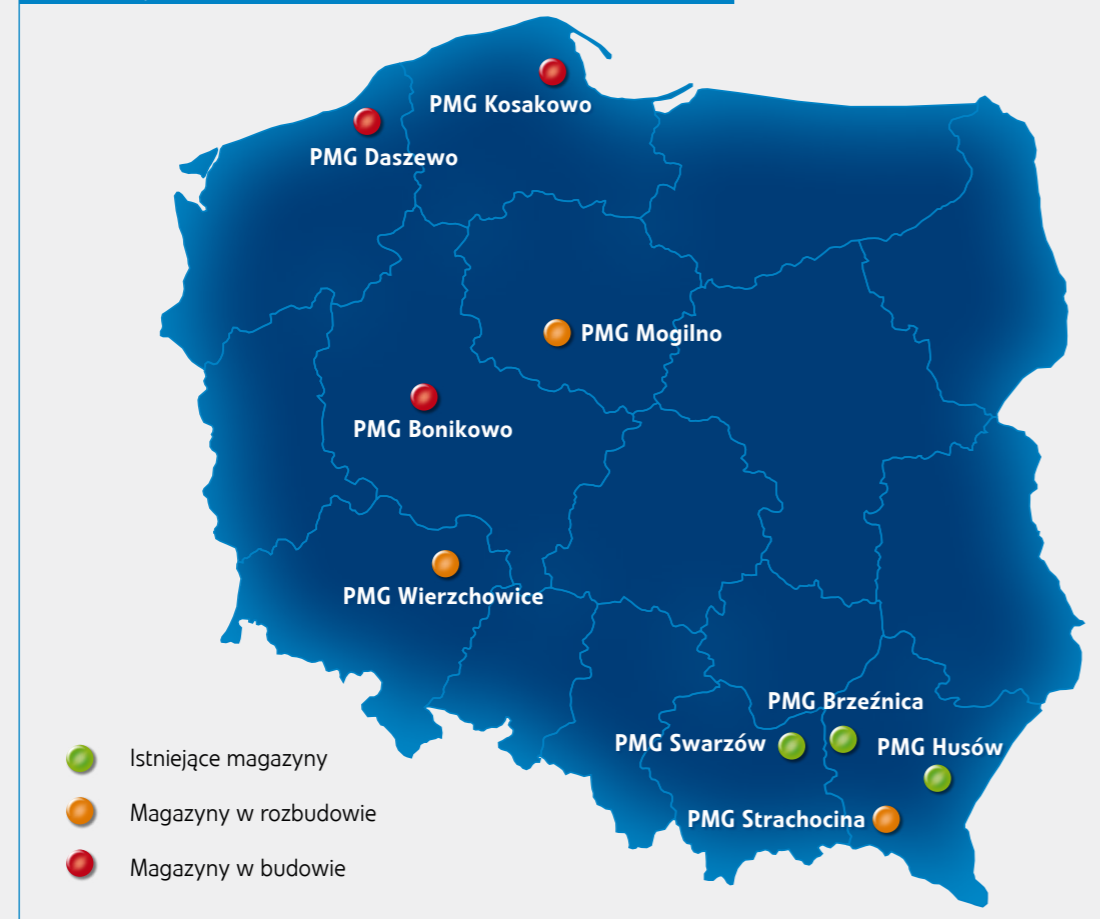 PMG Kosakowo
PMG Daszewo
PMG Mogilno
PMG Bonikowo
PMG Wierzchowice
PMG Brzeźnica
PMG Swarzów
PMG Husów
PMG Strachocina
Istniejące magazyny
Magazyny w rozbudowie
Magazyny w budowie